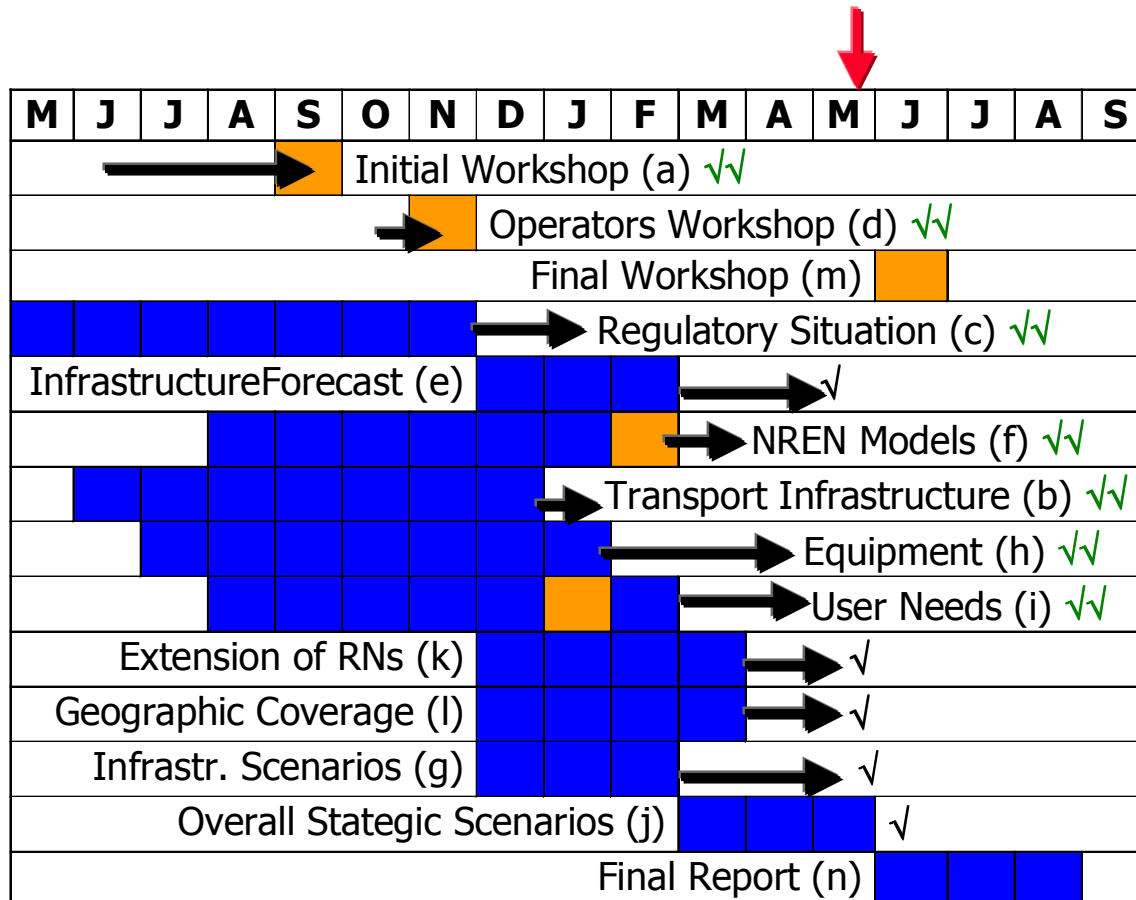 M J J A S O N D J F M A M J J A S
Initial Workshop (a) √√
Operators Workshop (d) √√
Final Workshop (m)
Regulatory Situation (c) √√
InfrastructureForecast (e) √
NREN Models (f) √√
Transport Infrastructure (b) √√
Equipment (h) √√
User Needs (i) √√
Extension of RNs (k) √
Geographic Coverage (l) √
Infrastr. Scenarios (g) √
Overall Stategic Scenarios (j) √
Final Report (n)